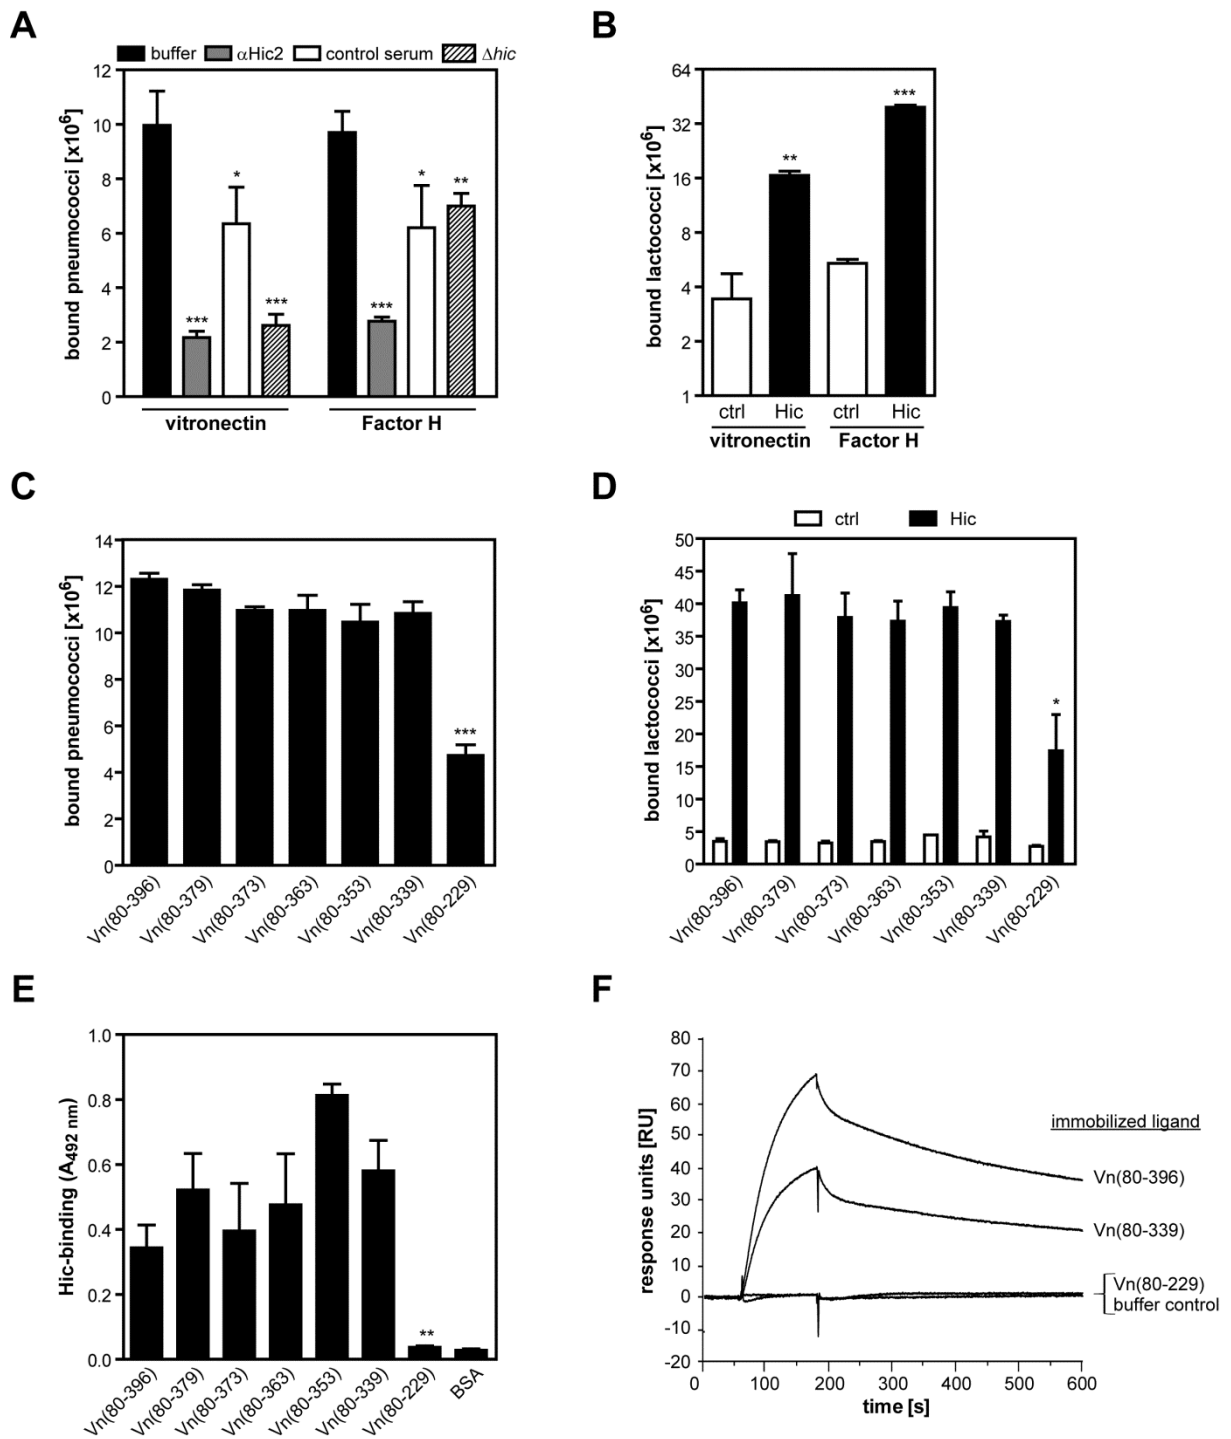 A
buffer αHic2 control serum Δhic
bound pneumococci [x10⁶]
12
10
8
6
4
2
0
***
*
***
***
*
**
vitronectin Factor H
B
bound lactococci [x10⁶]
64
32
16
8
4
2
1
**
***
ctrl Hic ctrl Hic
vitronectin Factor H
C
bound pneumococci [x10⁶]
14
12
10
8
6
4
2
0
***
Vn(80-396) Vn(80-379) Vn(80-373) Vn(80-363) Vn(80-353) Vn(80-339) Vn(80-229)
D
ctrl Hic
bound lactococci [x10⁶]
50
45
40
35
30
25
20
15
10
5
0
*
Vn(80-396) Vn(80-379) Vn(80-373) Vn(80-363) Vn(80-353) Vn(80-339) Vn(80-229)
E
Hic-binding (A492 nm)
1.0
0.8
0.6
0.4
0.2
0.0
**
Vn(80-396) Vn(80-379) Vn(80-373) Vn(80-363) Vn(80-353) Vn(80-339) Vn(80-229) BSA
F
response units [RU]
80
70
60
50
40
30
20
10
0
-10
-20
immobilized ligand
Vn(80-396)
Vn(80-339)
Vn(80-229)
buffer control
0 100 200 300 400 500 600
time [s]